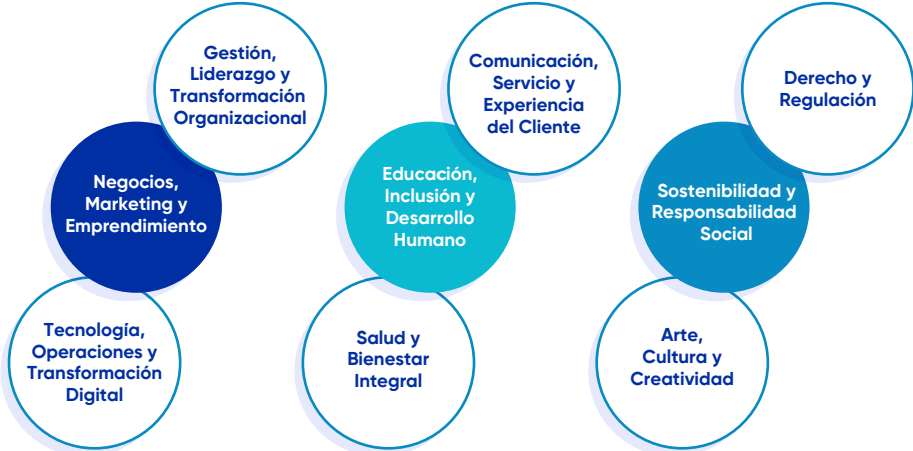 Gestión,
Liderazgo y
Transformación
Organizacional
Comunicación,
Servicio y
Experiencia
del Cliente
Derecho y
Regulación
Negocios,
Marketing y
Emprendimiento
Educación,
Inclusión y
Desarrollo
Humano
Sostenibilidad y
Responsabilidad
Social
Tecnología,
Operaciones y
Transformación
Digital
Salud y
Bienestar
Integral
Arte,
Cultura y
Creatividad